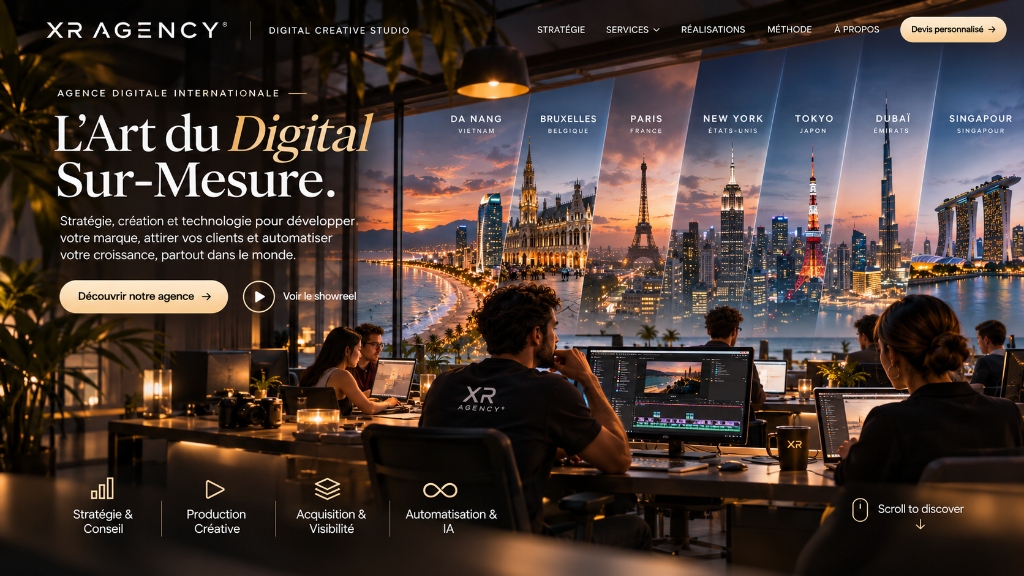 XR AGENCY®
DIGITAL CREATIVE STUDIO
STRATÉGIE
SERVICES
RÉALISATIONS
MÉTHODE
À PROPOS
Devis personnalisé →
AGENCE DIGITALE INTERNATIONALE
L’Art du Digital
Sur-Mesure.
Stratégie, création et technologie pour développer
votre marque, attirer vos clients et automatiser
votre croissance, partout dans le monde.
Découvrir notre agence →
Voir le showreel
DA NANG
VIETNAM
BRUXELLES
BELGIQUE
PARIS
FRANCE
NEW YORK
ÉTATS-UNIS
TOKYO
JAPON
DUBAÏ
ÉMIRATS
SINGAPOUR
SINGAPOUR
XR
AGENCY®
XR
Stratégie &
Conseil
Production
Créative
Acquisition &
Visibilité
Automatisation &
IA
Scroll to discover
↓